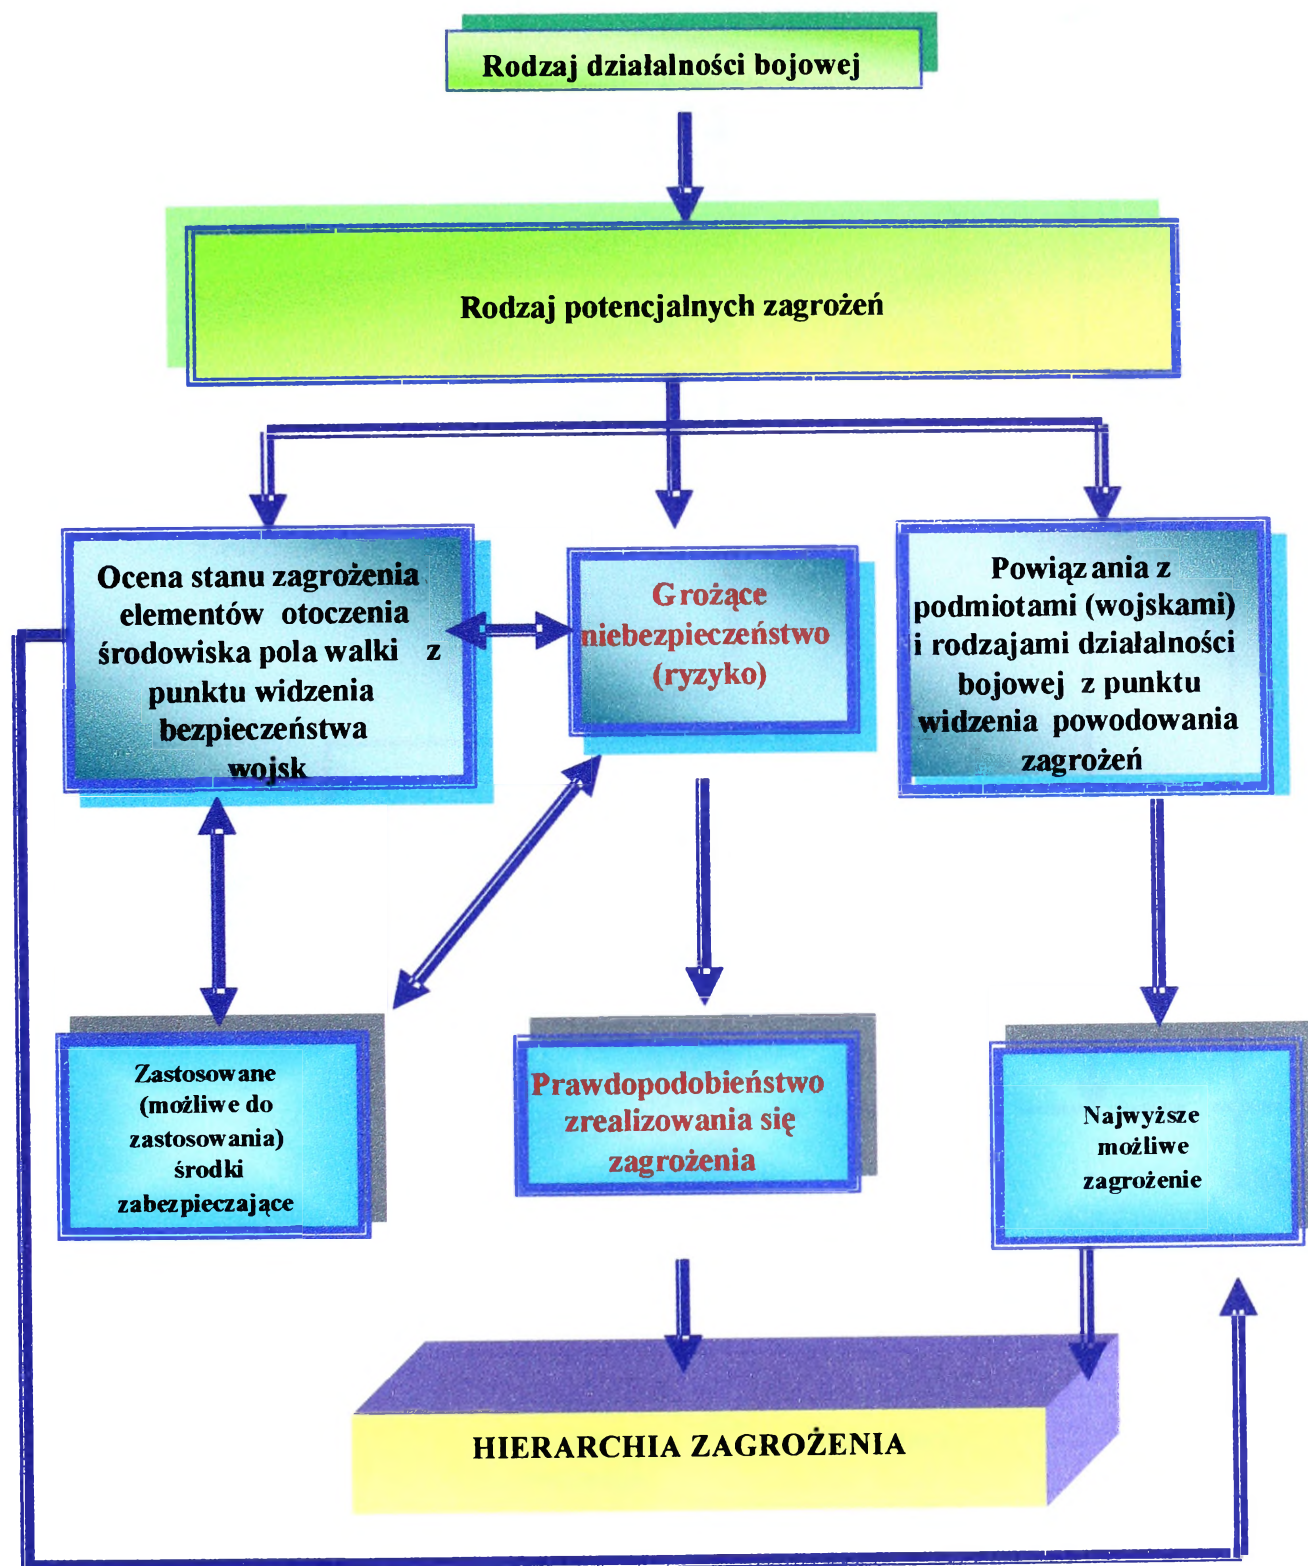 Rodzaj działalności bojowej
Rodzaj potencjalnych zagrożeń
Ocena stanu zagrożenia
elementów otoczenia
środowiska pola walki z
punktu widzenia
bezpieczeństwa
wojsk
Grożące
niebezpieczeństwo
(ryzyko)
Powiązania z
podmiotami (wojskami)
i rodzajami działalności
bojowej z punktu
widzenia powodowania
zagrożeń
Zastosowane
(możliwe do
zastosowania)
środki
zabezpieczające
Prawdopodobieństwo
zrealizowania się
zagrożenia
Najwyższe
możliwe
zagrożenie
HIERARCHIA ZAGROŻENIA